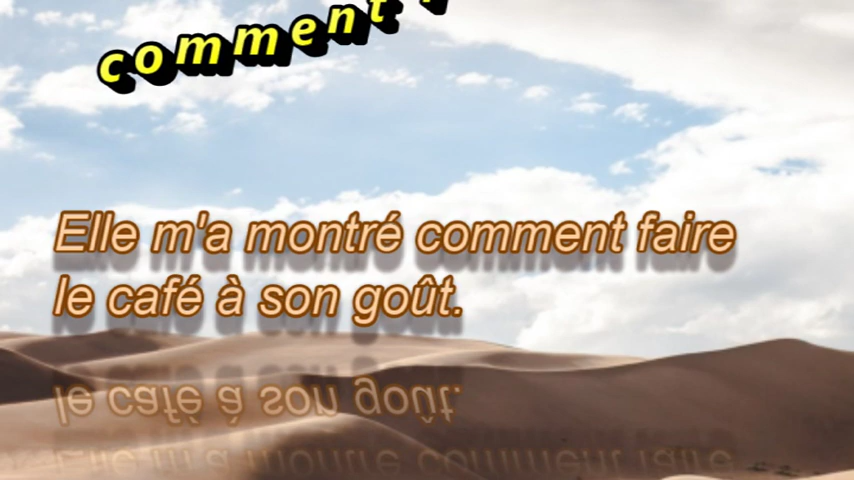 comment
Elle m'a montré comment faire
le café à son goût.